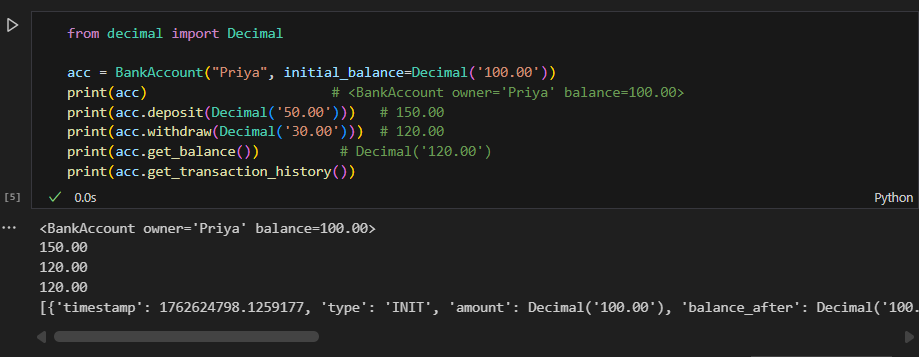 from decimal import Decimal
acc = BankAccount("Priya", initial_balance=Decimal('100.00'))
print(acc)                       # <BankAccount owner='Priya' balance=100.00>
print(acc.deposit(Decimal('50.00')))   # 150.00
print(acc.withdraw(Decimal('30.00')))  # 120.00
print(acc.get_balance())          # Decimal('120.00')
print(acc.get_transaction_history())
[5]
0.0s
Python
...
<BankAccount owner='Priya' balance=100.00>
150.00
120.00
120.00
[{'timestamp': 1762624798.1259177, 'type': 'INIT', 'amount': Decimal('100.00'), 'balance_after': Decimal('100.